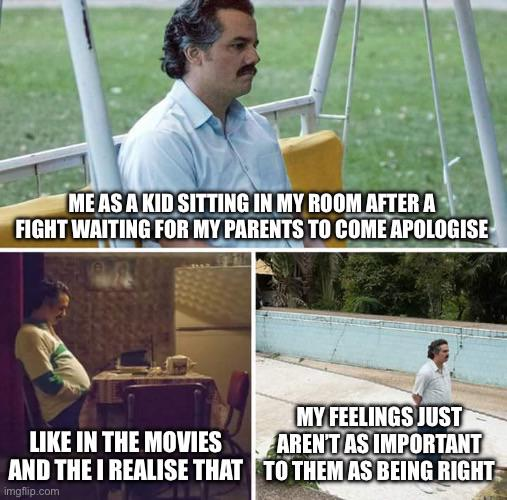 ME AS A KID SITTING IN MY ROOM AFTER A
FIGHT WAITING FOR MY PARENTS TO COME APOLOGISE
LIKE IN THE MOVIES
AND THE I REALISE THAT
MY FEELINGS JUST
AREN'T AS IMPORTANT
TO THEM AS BEING RIGHT
imgflip.com